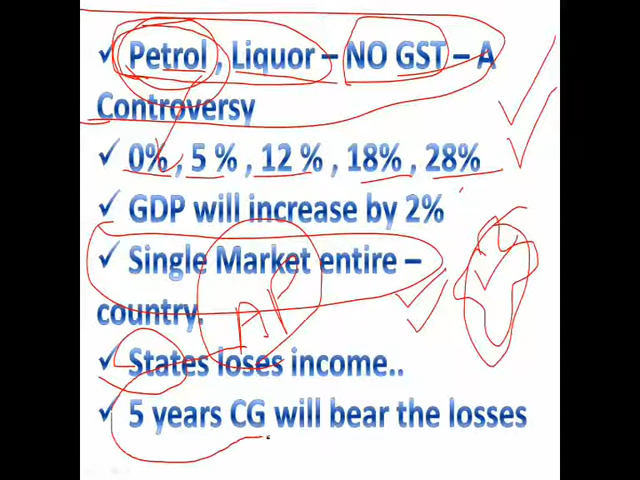 ✓ Petrol , Liquor – NO GST – A
Controversy
✓ 0% , 5 % , 12 % , 18% , 28%
✓ GDP will increase by 2%
✓ Single Market entire –
country.
AP
✓ States loses income..
✓ 5 years CG will bear the losses